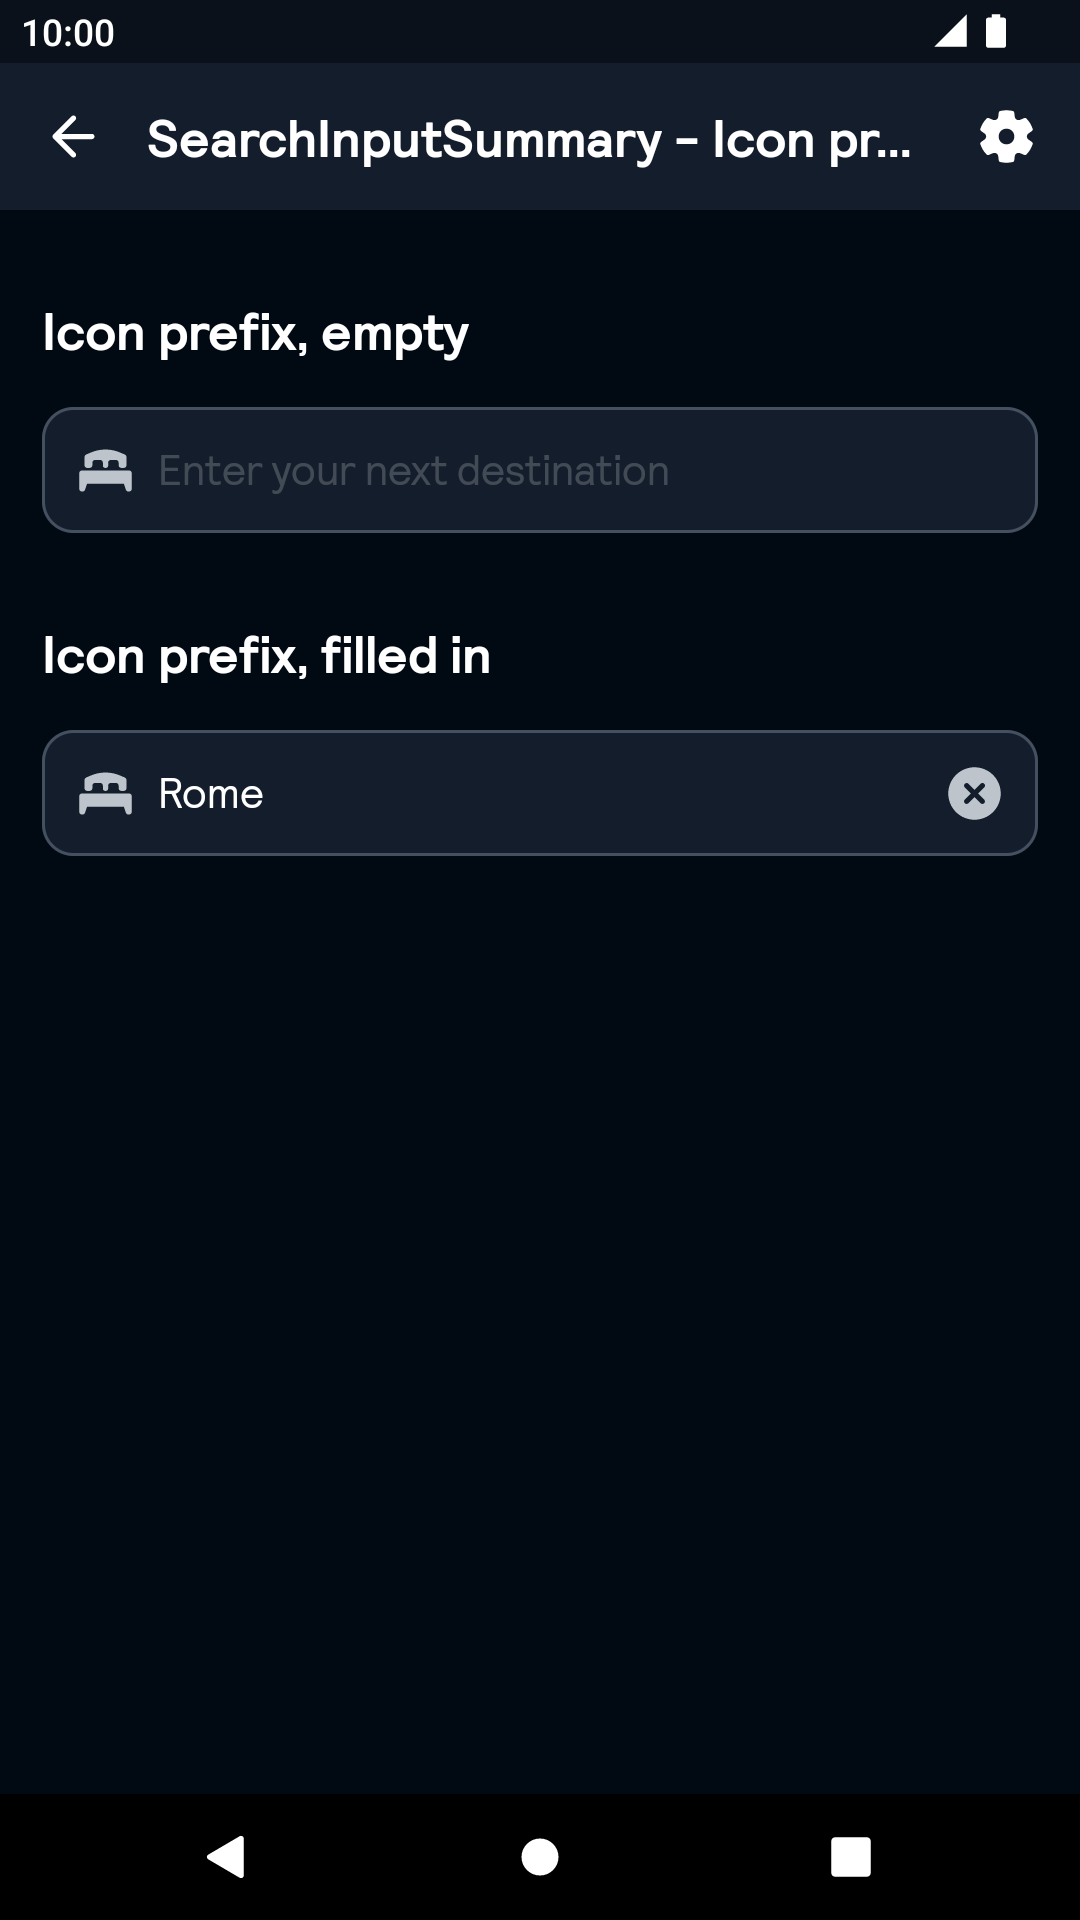 10:00
SearchInputSummary - Icon pr...
Icon prefix, empty
Enter your next destination
Icon prefix, filled in
Rome